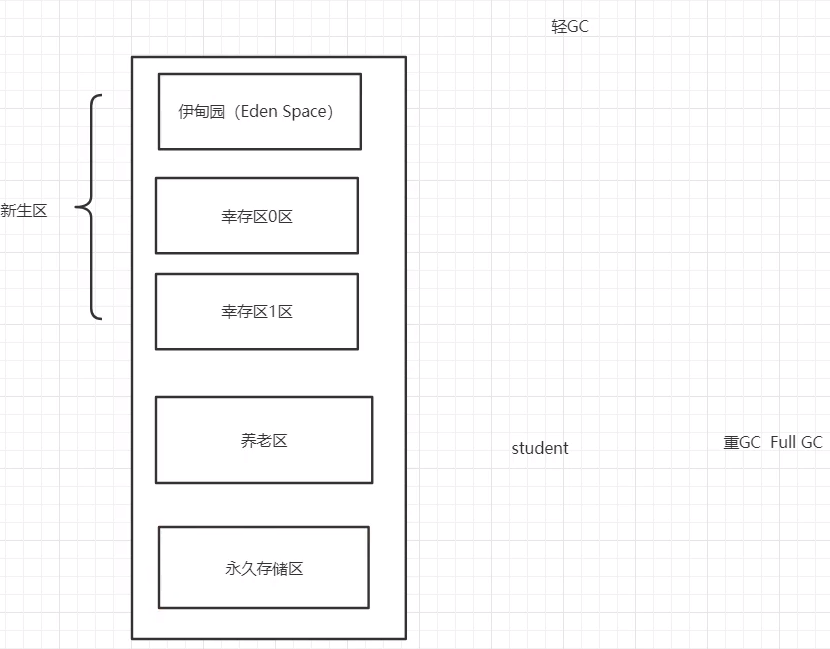 轻GC
伊甸园（Eden Space）
新生区
幸存区0区
幸存区1区
养老区
student
重GC Full GC
永久存储区